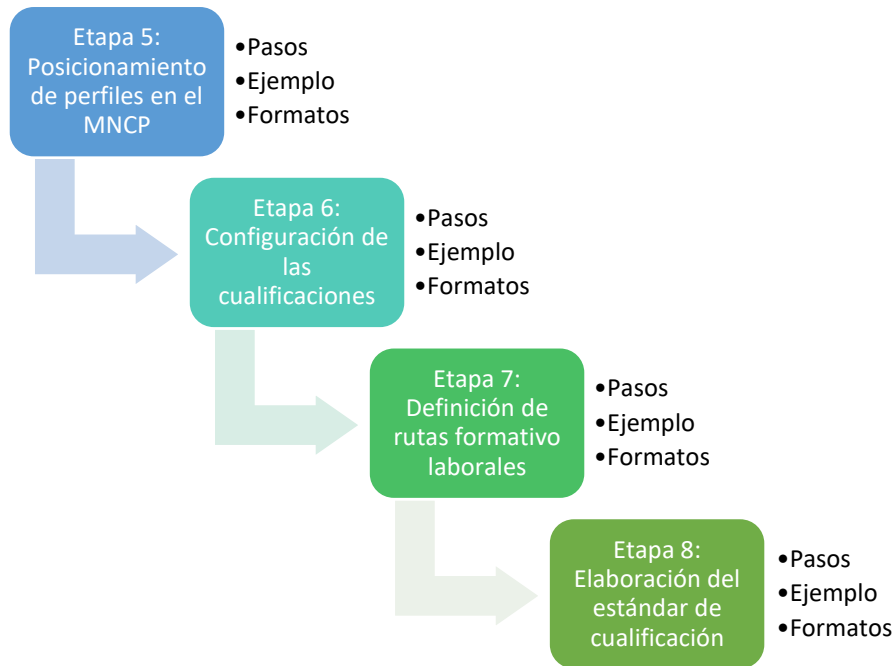 Etapa 5:
Posicionamiento
de perfiles en el
MNCP
•Pasos
•Ejemplo
•Formatos
Etapa 6:
Configuración de
las
cualificaciones
•Pasos
•Ejemplo
•Formatos
Etapa 7:
Definición de
rutas formativo
laborales
•Pasos
•Ejemplo
•Formatos
Etapa 8:
Elaboración del
estándar de
cualificación
•Pasos
•Ejemplo
•Formatos